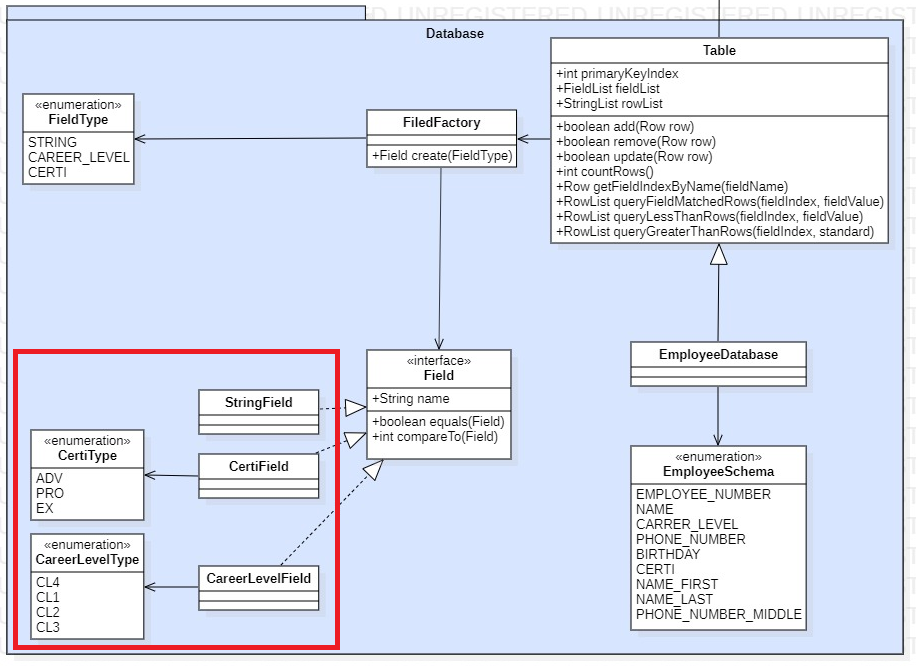 D UNREGISTERED UNREGISTERED UNREGISTERED
Database
Table
+int primaryKeyIndex
+FieldList fieldList
+StringList rowList
+boolean add(Row row)
+boolean remove(Row row)
+boolean update(Row row)
+int countRows()
+Row getFieldIndexByName(fieldName)
+RowList queryFieldMatchedRows(fieldIndex, fieldValue)
+RowList queryLessThanRows(fieldIndex, fieldValue)
+RowList queryGreaterThanRows(fieldIndex, standard)
«enumeration»
FieldType
STRING
CAREER_LEVEL
CERTI
FiledFactory
+Field create(FieldType)
«interface»
Field
+String name
+boolean equals(Field)
+int compareTo(Field)
EmployeeDatabase
StringField
«enumeration»
CertiType
ADV
PRO
EX
CertiField
«enumeration»
EmployeeSchema
EMPLOYEE_NUMBER
NAME
CARRER_LEVEL
PHONE_NUMBER
BIRTHDAY
CERTI
NAME_FIRST
NAME_LAST
PHONE_NUMBER_MIDDLE
«enumeration»
CareerLevelType
CL4
CL1
CL2
CL3
CareerLevelField